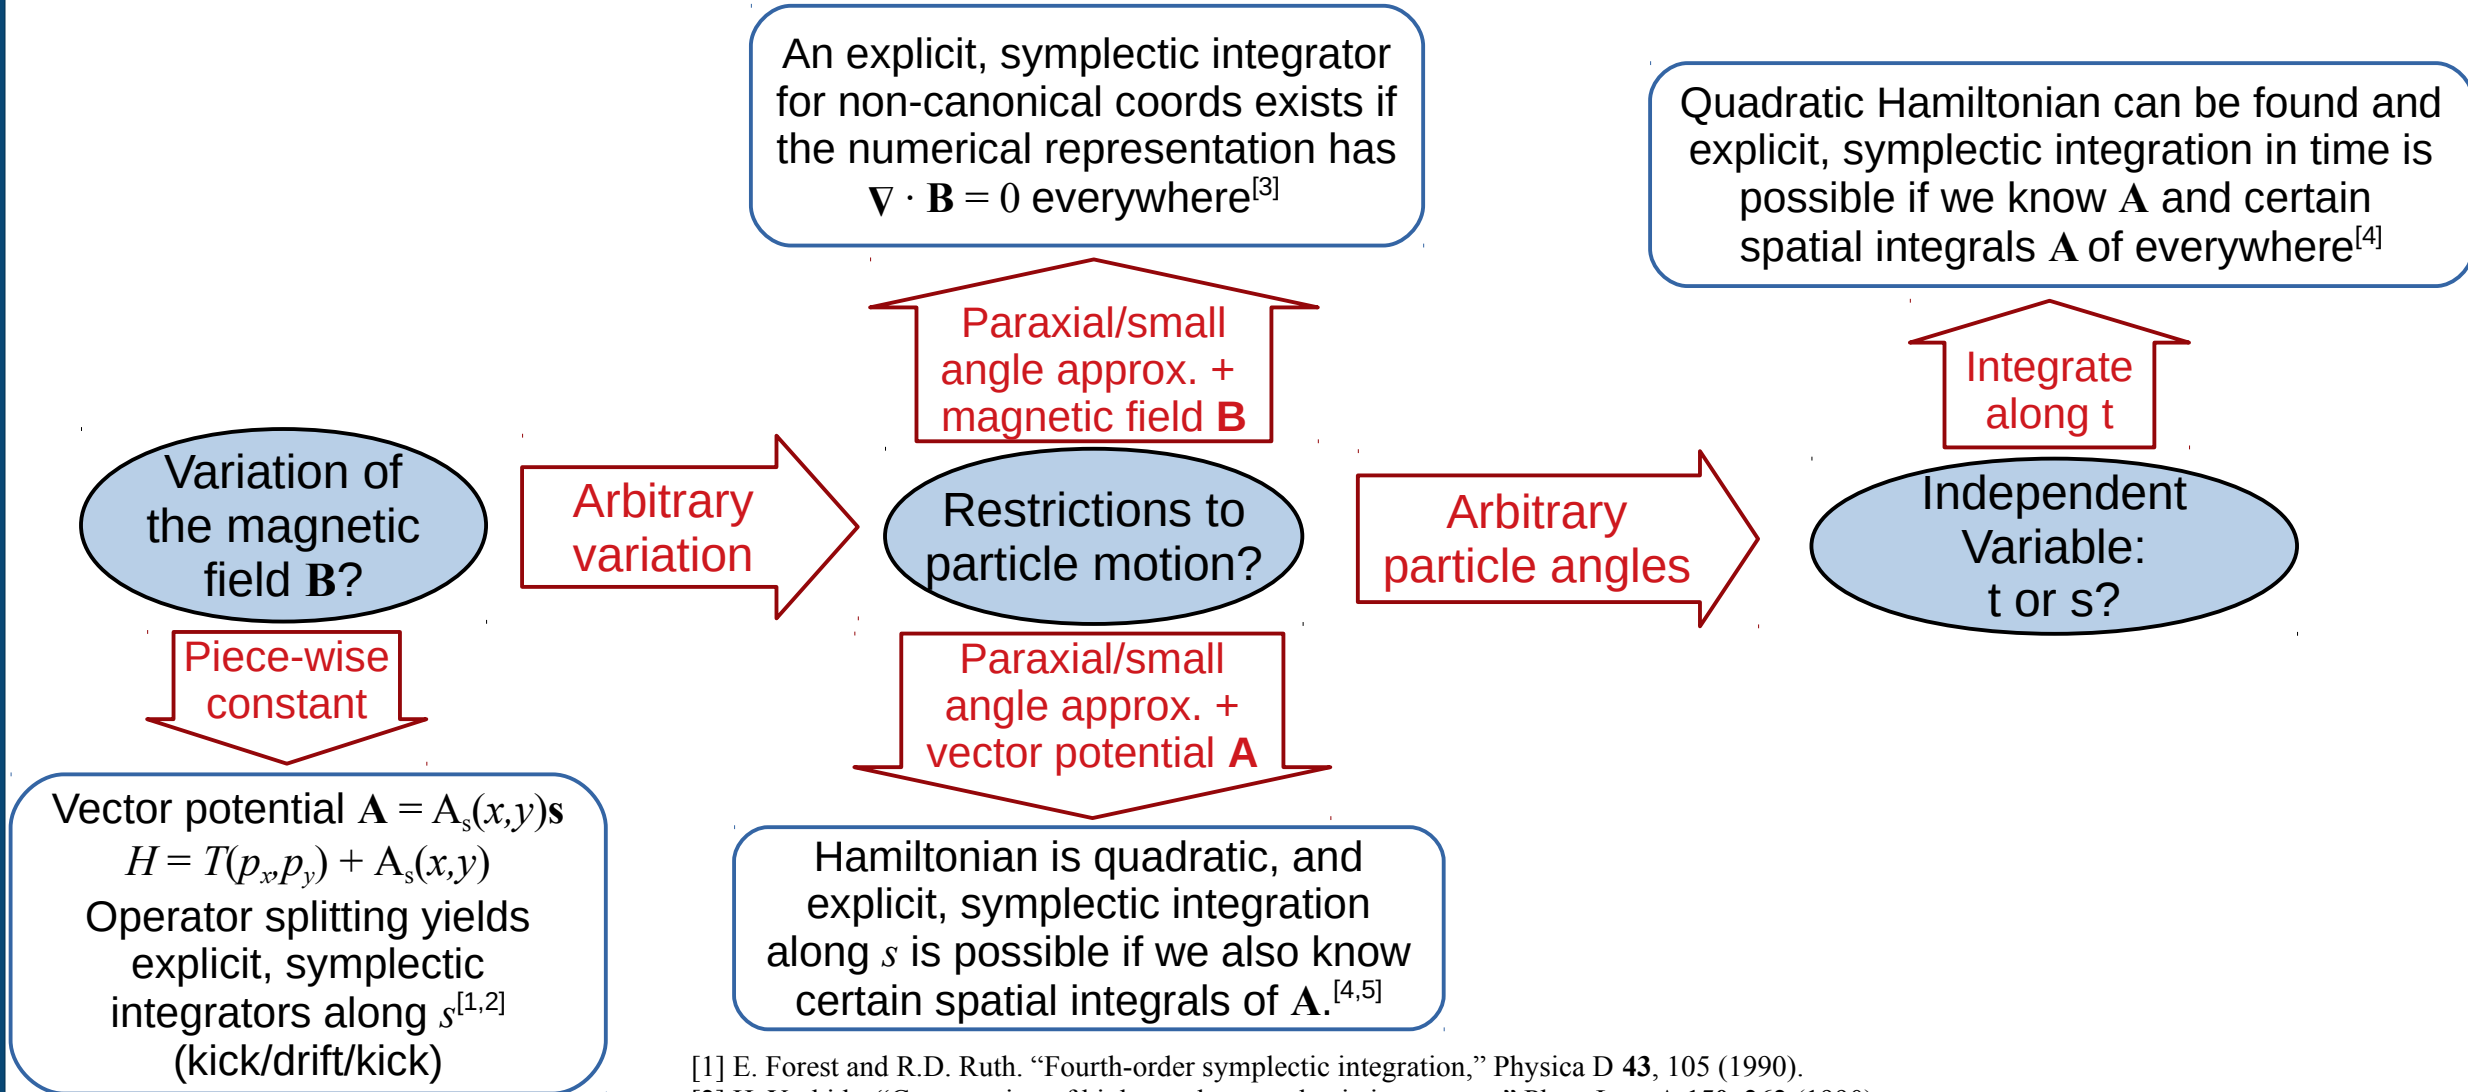 An explicit, symplectic integrator
for non-canonical coords exists if
the numerical representation has
∇ · B = 0 everywhere[3]
Quadratic Hamiltonian can be found and
explicit, symplectic integration in time is
possible if we know A and certain
spatial integrals A of everywhere[4]
Paraxial/small
angle approx. +
magnetic field B
Integrate
along t
Variation of
the magnetic
field B?
Arbitrary
variation
Restrictions to
particle motion?
Arbitrary
particle angles
Independent
Variable:
t or s?
Piece-wise
constant
Paraxial/small
angle approx. +
vector potential A
Vector potential A = As(x,y)s
H = T(px,py) + As(x,y)
Operator splitting yields
explicit, symplectic
integrators along s[1,2]
(kick/drift/kick)
Hamiltonian is quadratic, and
explicit, symplectic integration
along s is possible if we also know
certain spatial integrals of A.[4,5]
[1] E. Forest and R.D. Ruth. “Fourth-order symplectic integration,” Physica D 43, 105 (1990).